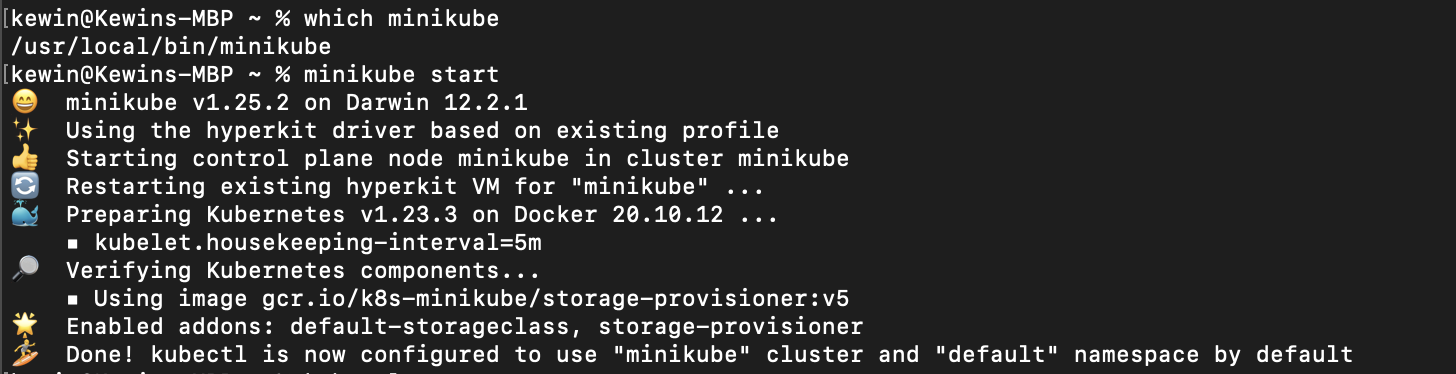 [kewin@Kewins-MBP ~ % which minikube
/usr/local/bin/minikube
[kewin@Kewins-MBP ~ % minikube start
😄 minikube v1.25.2 on Darwin 12.2.1
✨ Using the hyperkit driver based on existing profile
👍 Starting control plane node minikube in cluster minikube
🔄 Restarting existing hyperkit VM for "minikube" ...
🐳 Preparing Kubernetes v1.23.3 on Docker 20.10.12 ...
▪ kubelet.housekeeping-interval=5m
🔎 Verifying Kubernetes components...
▪ Using image gcr.io/k8s-minikube/storage-provisioner:v5
🌟 Enabled addons: default-storageclass, storage-provisioner
🏄 Done! kubectl is now configured to use "minikube" cluster and "default" namespace by default